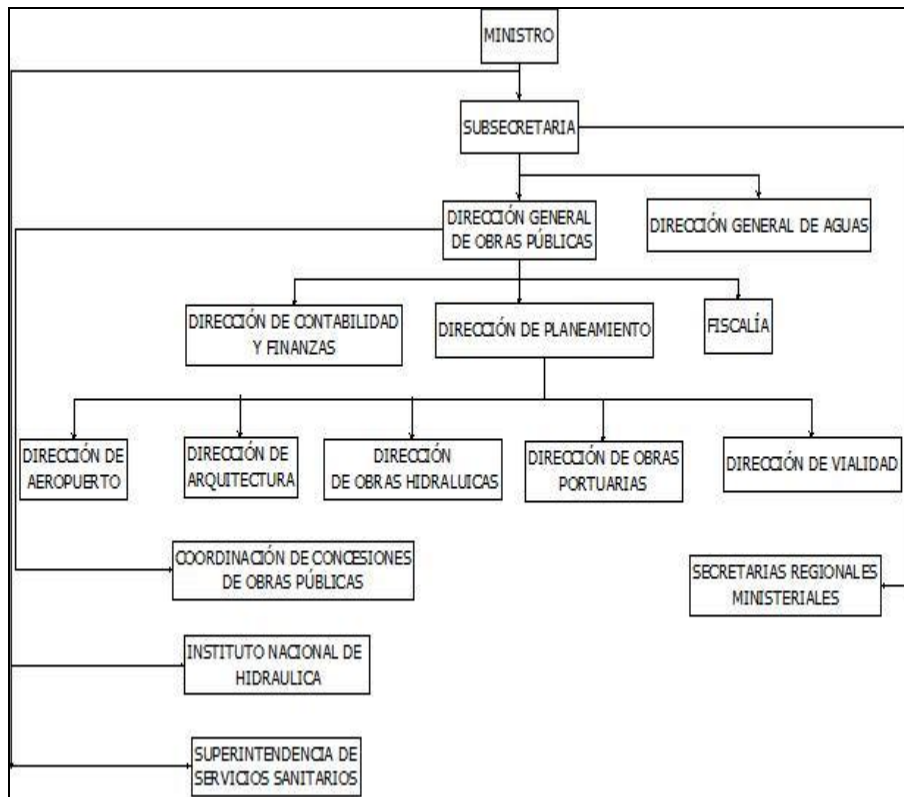 MINISTRO
SUBSECRETARIA
DIRECCIÓN GENERAL
DE OBRAS PÚBLICAS
DIRECCIÓN GENERAL DE AGUAS
DIRECCIÓN DE CONTABILIDAD
Y FINANZAS
DIRECCIÓN DE PLANEAMIENTO
FISCALÍA
DIRECCIÓN DE
AEROPUERTO
DIRECCIÓN DE
ARQUITECTURA
DIRECCIÓN
DE OBRAS HIDRALUICAS
DIRECCIÓN DE OBRAS
PORTUARIAS
DIRECCIÓN DE VIALIDAD
COORDINACIÓN DE CONCESIONES
DE OBRAS PÚBLICAS
SECRETARIAS REGIONALES
MINISTERIALES
INSTITUTO NACIONAL DE
HIDRAULICA
SUPERINTENDENCIA DE
SERVICIOS SANITARIOS